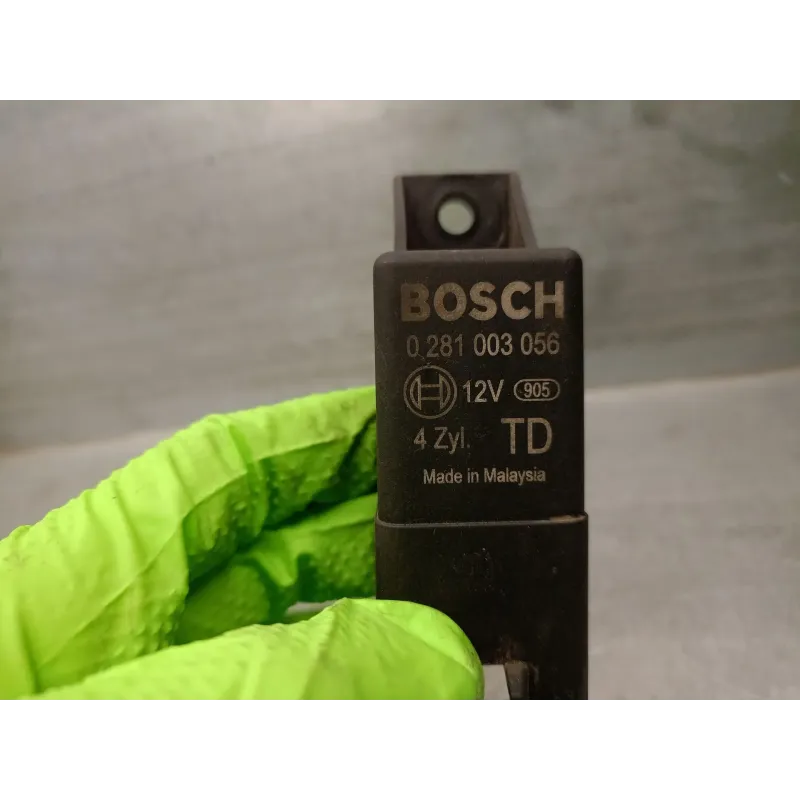 BOSCH
0 281 003 056
12V 905
4 Zyl. TD
Made in Malaysia